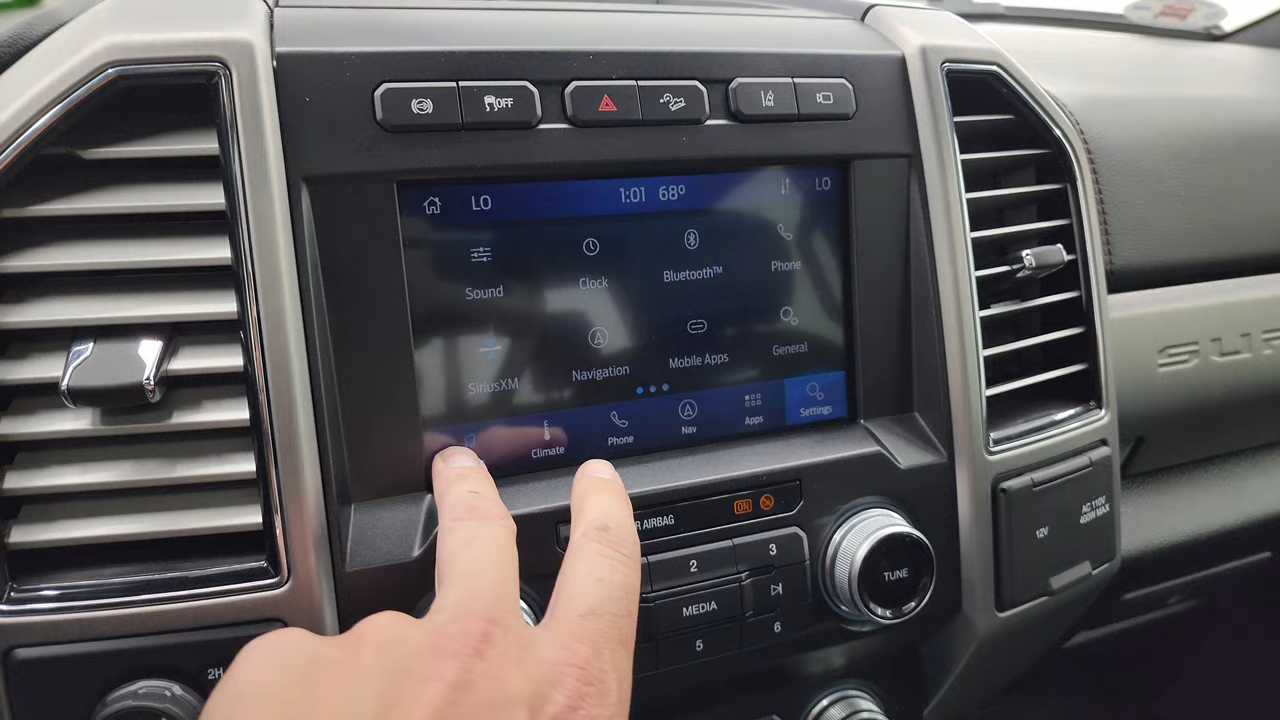 OFF
LO 1:01 68° LO
Sound Clock Bluetooth™ Phone
SiriusXM Navigation Mobile Apps General
Climate Phone Nav Apps Settings
R AIRBAG ON
2 3
MEDIA
5 6
TUNE
12V
AC 110V
400W MAX
2H
SUP